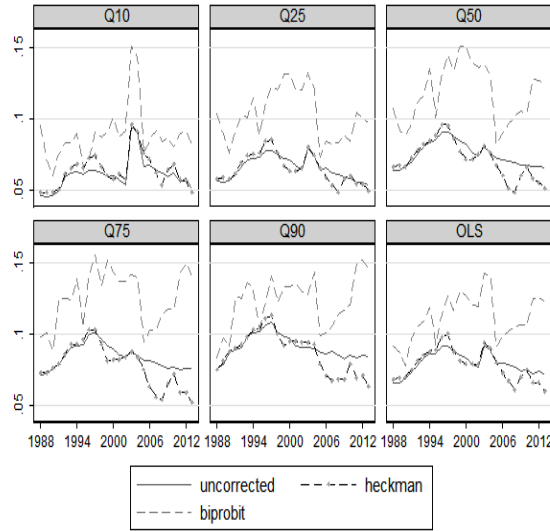 Q10 Q25 Q50
.15
.1
.05
Q75 Q90 OLS
.15
.1
.05
1988 1994 2000 2006 2012 1988 1994 2000 2006 2012 1988 1994 2000 2006 2012
uncorrected heckman
biprobit